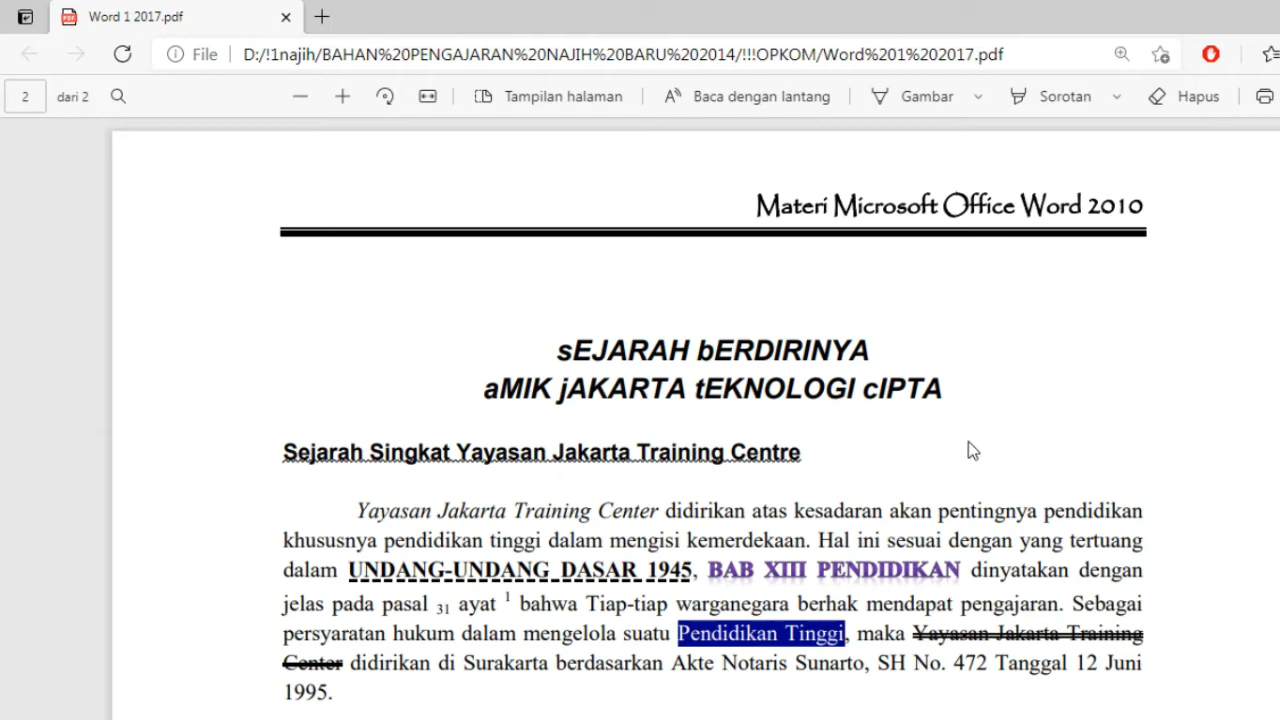 Word 1 2017.pdf
File D:/!1najih/BAHAN%20PENGAJARAN%20NAJIH%20BARU%202014/!!!OPKOM/Word%201%202017.pdf
2 dari 2 Tampilan halaman Baca dengan lantang Gambar Sorotan Hapus
Materi Microsoft Office Word 2010
sEJARAH bERDIRINYA
aMIK jAKARTA tEKNOLOGI cIPTA
Sejarah Singkat Yayasan Jakarta Training Centre
Yayasan Jakarta Training Center didirikan atas kesadaran akan pentingnya pendidikan
khususnya pendidikan tinggi dalam mengisi kemerdekaan. Hal ini sesuai dengan yang tertuang
dalam UNDANG-UNDANG DASAR 1945, BAB XIII PENDIDIKAN dinyatakan dengan
jelas pada pasal 31 ayat 1 bahwa Tiap-tiap warganegara berhak mendapat pengajaran. Sebagai
persyaratan hukum dalam mengelola suatu Pendidikan Tinggi, maka Yayasan Jakarta Training
Center didirikan di Surakarta berdasarkan Akte Notaris Sunarto, SH No. 472 Tanggal 12 Juni
1995.